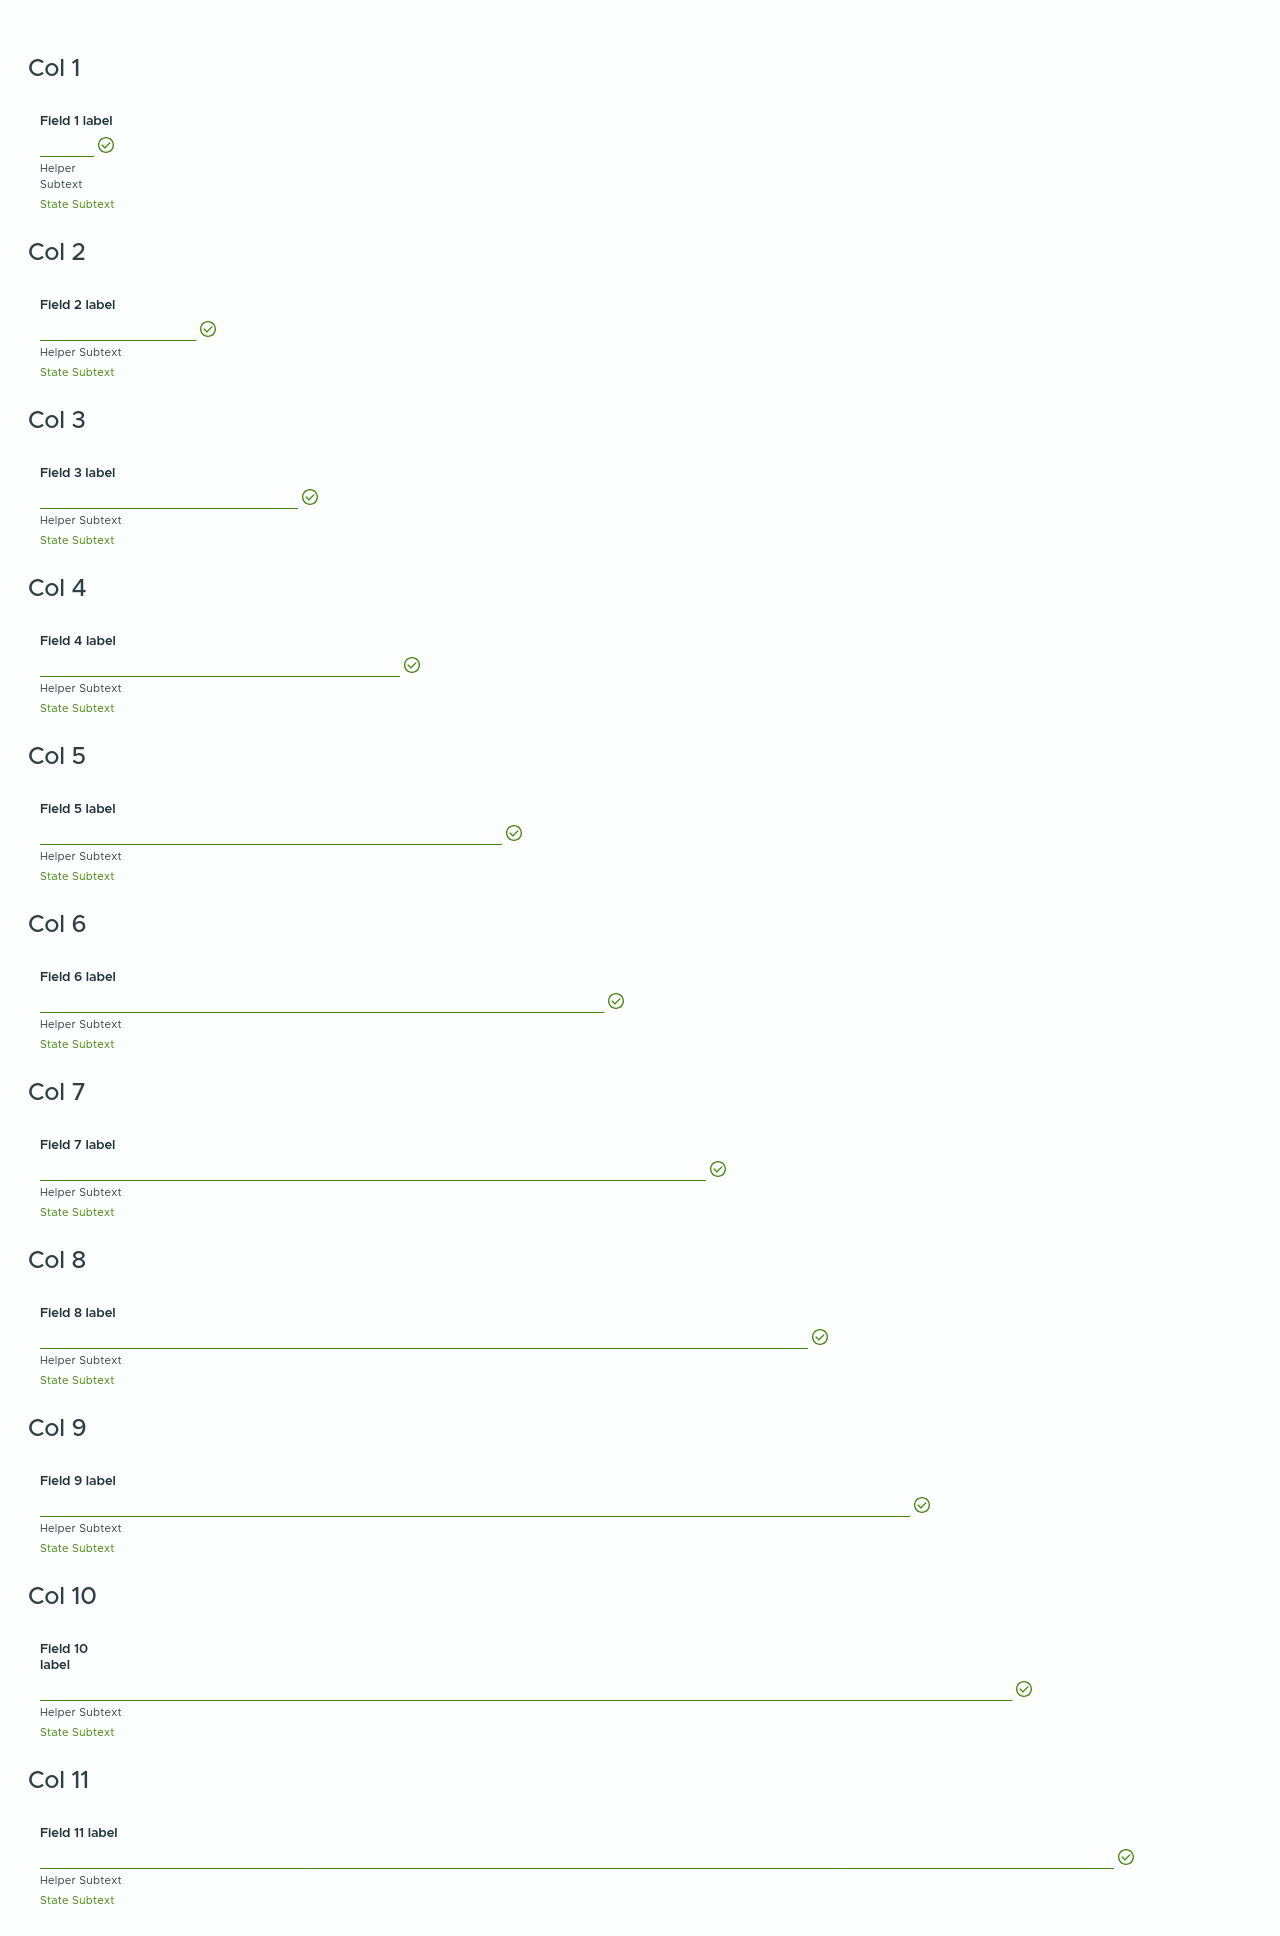 Col 1
Field 1 label
Helper
Subtext
State Subtext
Col 2
Field 2 label
Helper Subtext
State Subtext
Col 3
Field 3 label
Helper Subtext
State Subtext
Col 4
Field 4 label
Helper Subtext
State Subtext
Col 5
Field 5 label
Helper Subtext
State Subtext
Col 6
Field 6 label
Helper Subtext
State Subtext
Col 7
Field 7 label
Helper Subtext
State Subtext
Col 8
Field 8 label
Helper Subtext
State Subtext
Col 9
Field 9 label
Helper Subtext
State Subtext
Col 10
Field 10
label
Helper Subtext
State Subtext
Col 11
Field 11 label
Helper Subtext
State Subtext